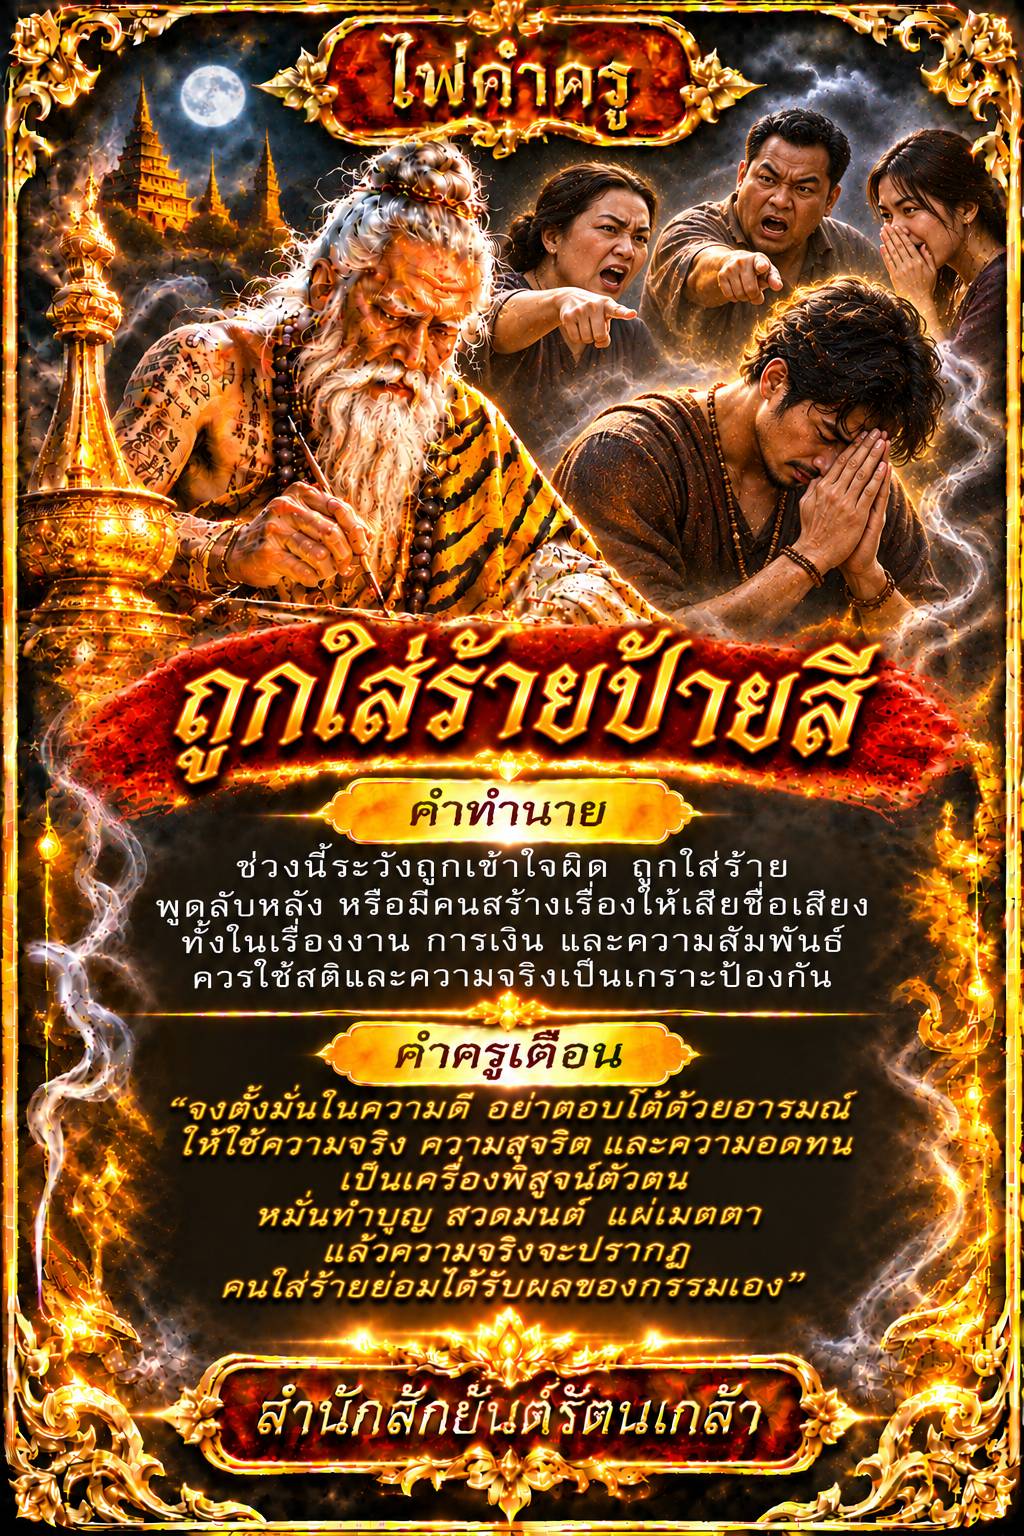 ไพ่คำครู
ถูกใส่ร้ายป้ายสี
คำทำนาย
ช่วงนี้ระวังถูกเข้าใจผิด ถูกใส่ร้าย
พูดลับหลัง หรือมีคนสร้างเรื่องให้เสียชื่อเสียง
ทั้งในเรื่องงาน การเงิน และความสัมพันธ์
ควรใช้สติและความจริงเป็นเกราะป้องกัน
คำครูเตือน
“จงตั้งมั่นในความดี อย่าตอบโต้ด้วยอารมณ์
ให้ใช้ความจริง ความสุจริต และความอดทน
เป็นเครื่องพิสูจน์ตัวตน
หมั่นทำบุญ สวดมนต์ แผ่เมตตา
แล้วความจริงจะปรากฏ
คนใส่ร้ายย่อมได้รับผลของกรรมเอง”
สำนักสักยันต์รัตนเกล้า